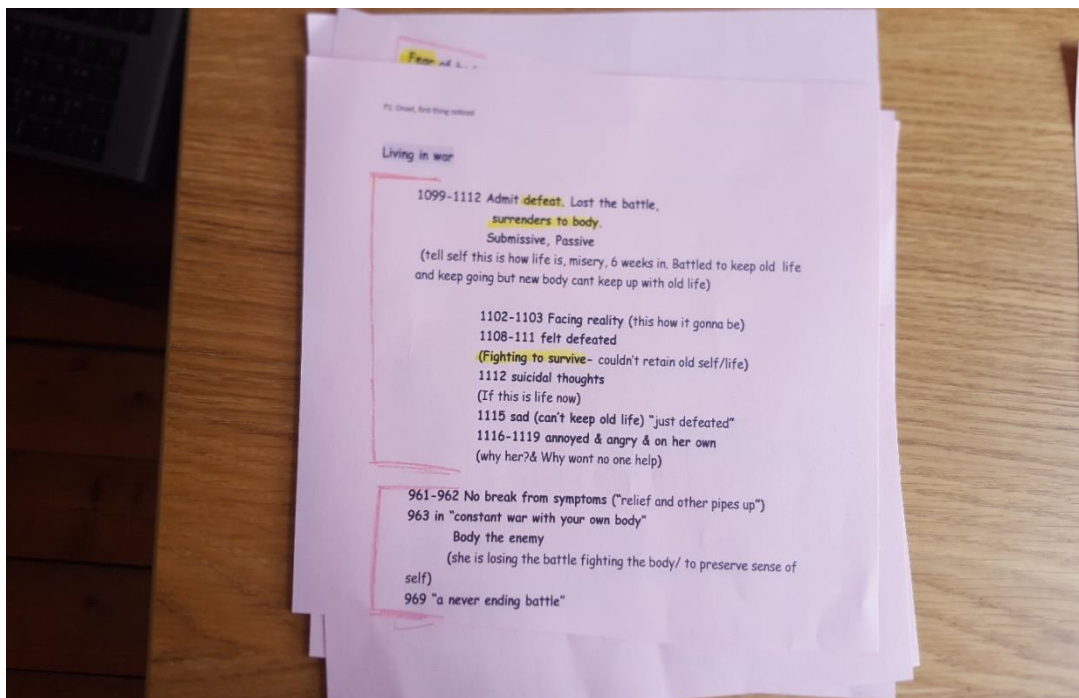 Fear of
P1: Onset, first thing noticed
Living in war
1099-1112 Admit defeat. Lost the battle,
surrenders to body.
Submissive, Passive
(tell self this is how life is, misery, 6 weeks in. Battled to keep old life
and keep going but new body cant keep up with old life)
1102-1103 Facing reality (this how it gonna be)
1108-111 felt defeated
(Fighting to survive- couldn't retain old self/life)
1112 suicidal thoughts
(If this is life now)
1115 sad (can't keep old life) "just defeated"
1116-1119 annoyed & angry & on her own
(why her?& Why wont no one help)
961-962 No break from symptoms ("relief and other pipes up")
963 in "constant war with your own body"
Body the enemy
(she is losing the battle fighting the body/ to preserve sense of
self)
969 "a never ending battle"